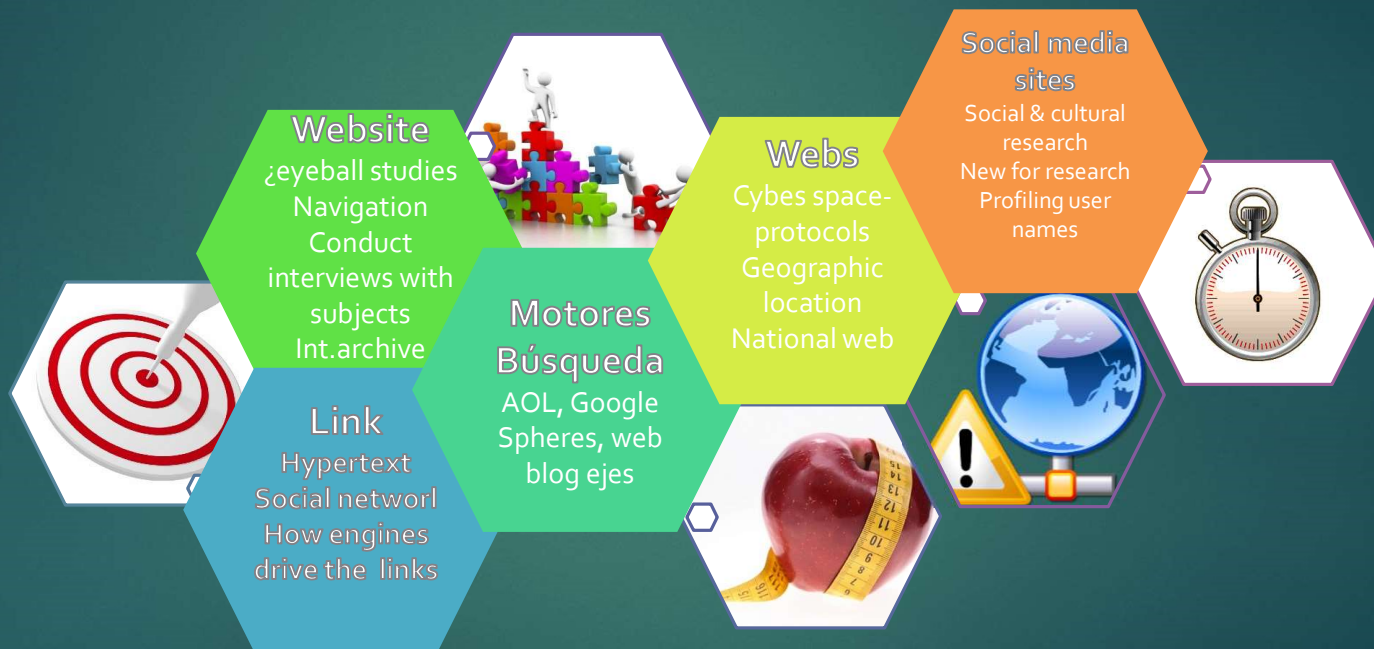 Website
¿eyeball studies
Navigation
Conduct
interviews with
subjects
Int.archive
Link
Hypertext
Social networl
How engines
drive the links
Motores
Búsqueda
AOL, Google
Spheres, web
blog ejes
Webs
Cybes space-
protocols
Geographic
location
National web
Social media
sites
Social & cultural
research
New for research
Profiling user
names